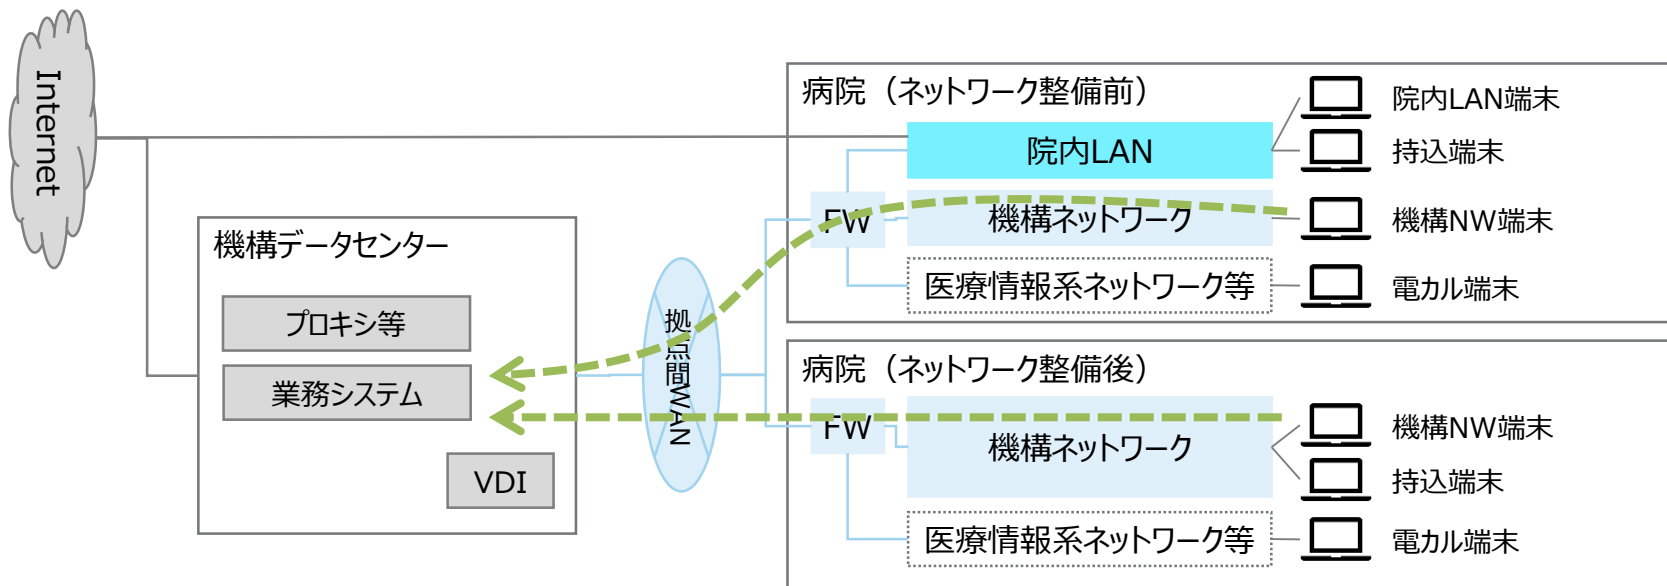 Internet
機構データセンター
プロキシ等
業務システム
VDI
拠点間WAN
病院（ネットワーク整備前）
FW
院内LAN
機構ネットワーク
医療情報系ネットワーク等
院内LAN端末
持込端末
機構NW端末
電カル端末
病院（ネットワーク整備後）
FW
機構ネットワーク
医療情報系ネットワーク等
機構NW端末
持込端末
電カル端末